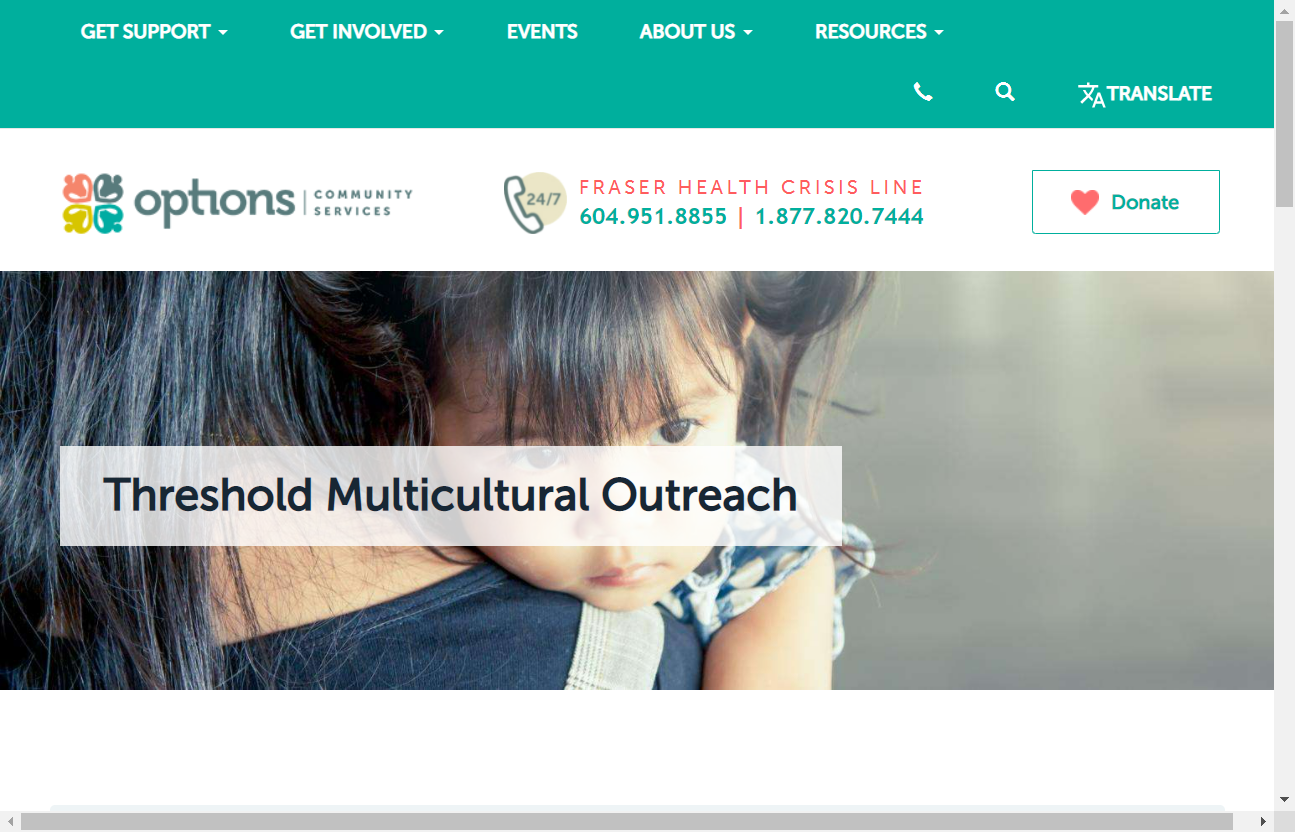 GET SUPPORT
GET INVOLVED
EVENTS
ABOUT US
RESOURCES
TRANSLATE
options
COMMUNITY
SERVICES
24/7
FRASER HEALTH CRISIS LINE
604.951.8855 | 1.877.820.7444
Donate
Threshold Multicultural Outreach